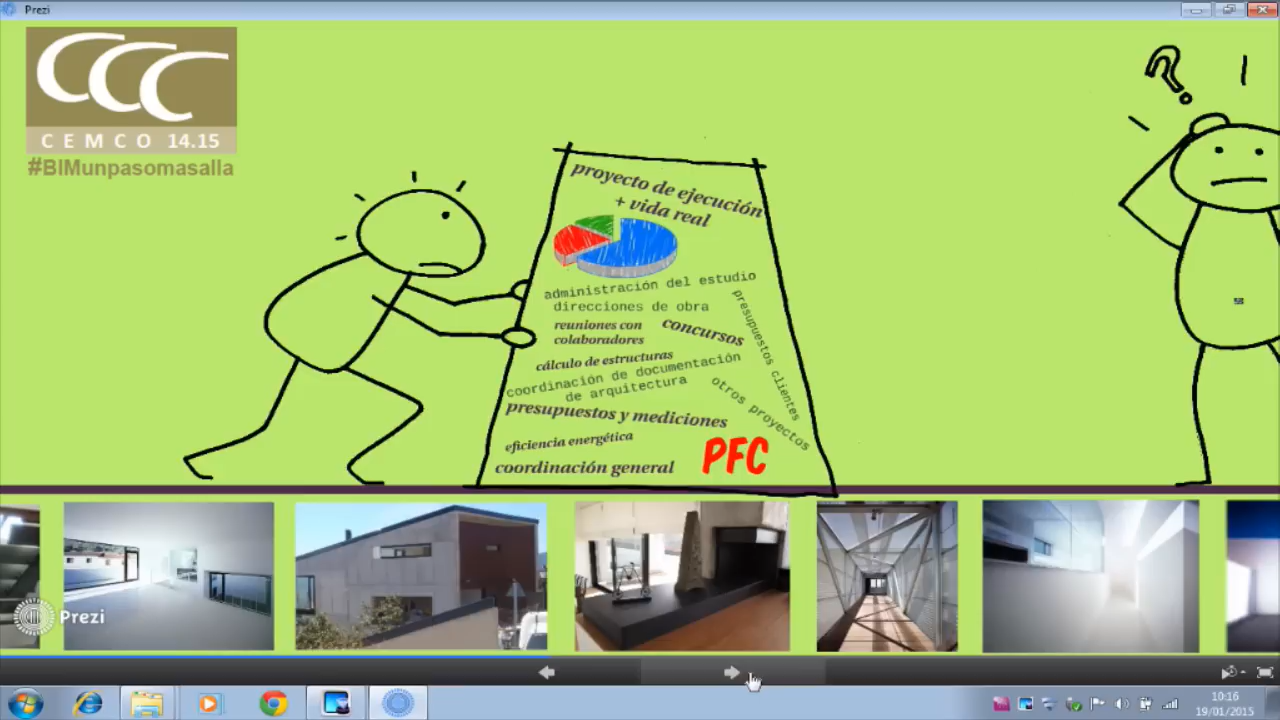 Prezi
CCC
CEMCO 14.15
#BIMunpasomasalla
?
proyecto de ejecución
+ vida real
administración del estudio
direcciones de obra
reuniones con
colaboradores
concursos
presupuestos clientes
cálculo de estructuras
coordinación de documentación
de arquitectura
otros proyectos
presupuestos y mediciones
eficiencia energética
PFC
coordinación general
Prezi
10:16
19/01/2015